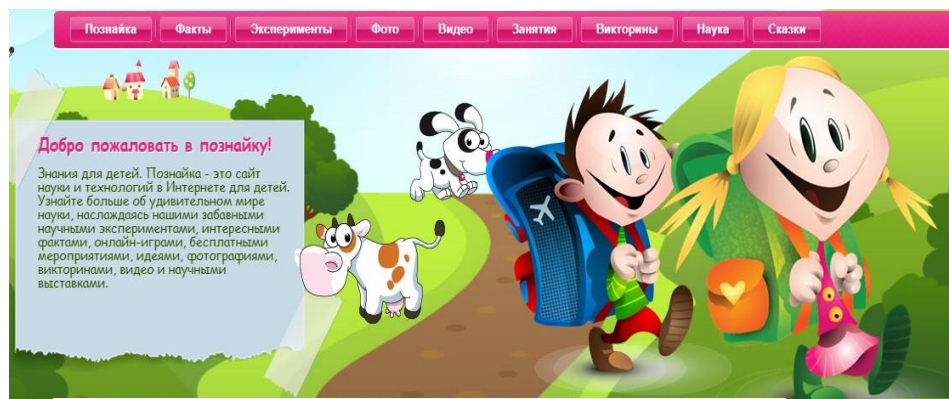 Познайка Факты Эксперименты Фото Видео Занятия Викторины Наука Сказки
Добро пожаловать в познайку!
Знания для детей. Познайка - это сайт
науки и технологий в Интернете для детей.
Узнайте больше об удивительном мире
науки, наслаждаясь нашими забавными
научными экспериментами, интересными
фактами, онлайн-играми, бесплатными
мероприятиями, идеями, фотографиями,
викторинами, видео и научными
выставками.